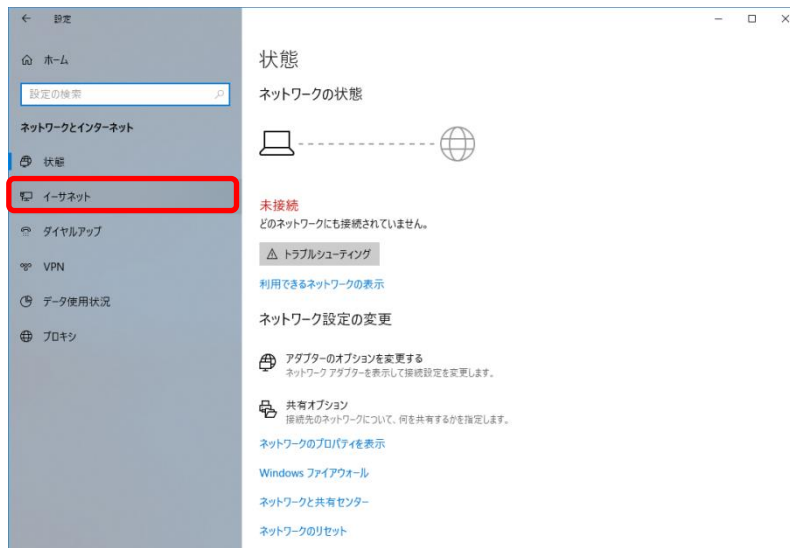 設定
ホーム
設定の検索
ネットワークとインターネット
状態
イーサネット
ダイヤルアップ
VPN
データ使用状況
プロキシ
状態
ネットワークの状態
未接続
どのネットワークにも接続されていません。
トラブルシューティング
利用できるネットワークの表示
ネットワーク設定の変更
アダプターのオプションを変更する
ネットワーク アダプターを表示して接続設定を変更します。
共有オプション
接続先のネットワークについて、何を共有するかを指定します。
ネットワークのプロパティを表示
Windows ファイアウォール
ネットワークと共有センター
ネットワークのリセット